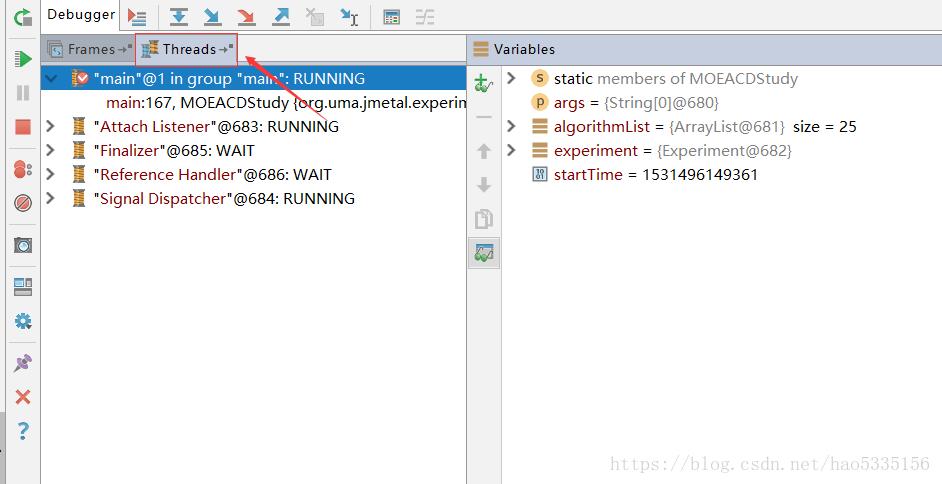 Debugger
Frames Threads
"main"@1 in group "main": RUNNING
main:167, MOEACDStudy {org.uma.jmetal.experim
"Attach Listener"@683: RUNNING
"Finalizer"@685: WAIT
"Reference Handler"@686: WAIT
"Signal Dispatcher"@684: RUNNING
Variables
s static members of MOEACDStudy
p args = {String[0]@680}
algorithmList = {ArrayList@681} size = 25
experiment = {Experiment@682}
startTime = 1531496149361
https://blog.csdn.net/hao5335156